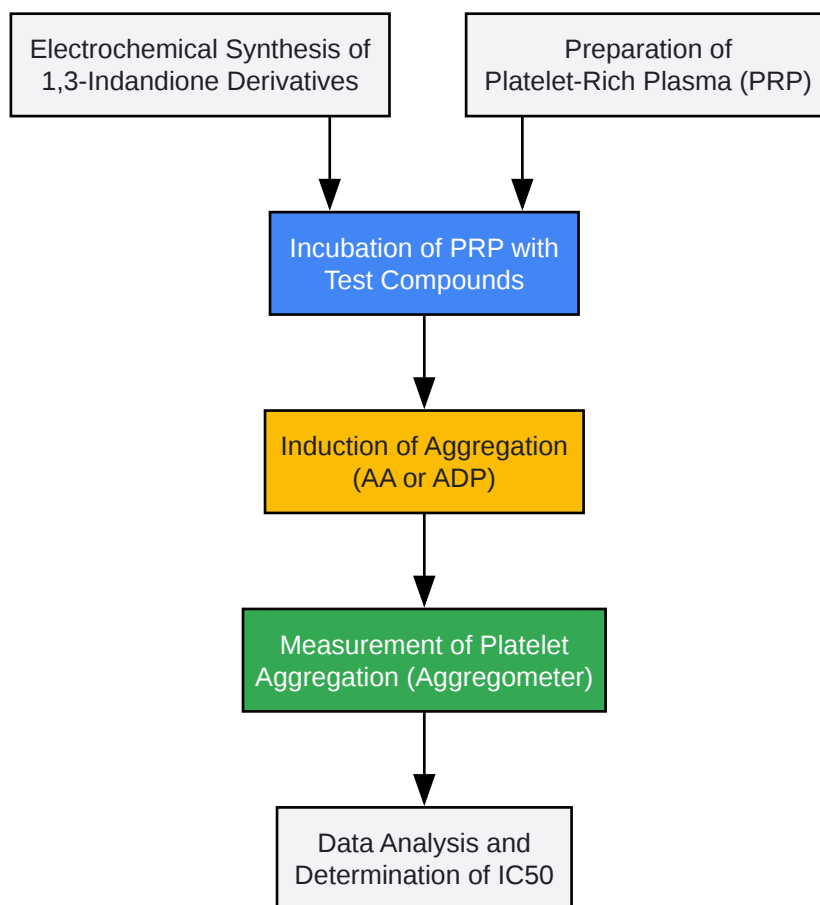 Electrochemical Synthesis of
1,3-Indandione Derivatives
Preparation of
Platelet-Rich Plasma (PRP)
Incubation of PRP with
Test Compounds
Induction of Aggregation
(AA or ADP)
Measurement of Platelet
Aggregation (Aggregometer)
Data Analysis and
Determination of IC50